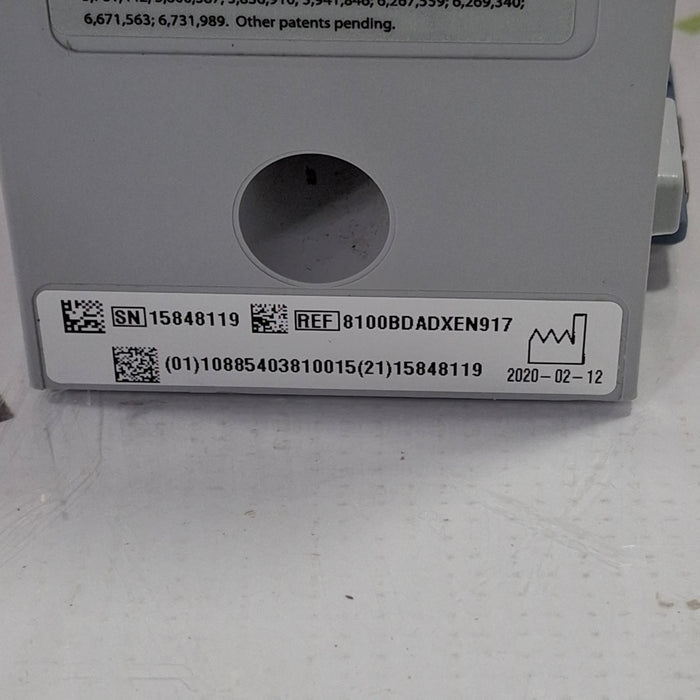 6,671,563; 6,731,989. Other patents pending.
SN 15848119 REF 8100BDADXEN917
(01)10885403810015(21)15848119
2020-02-12